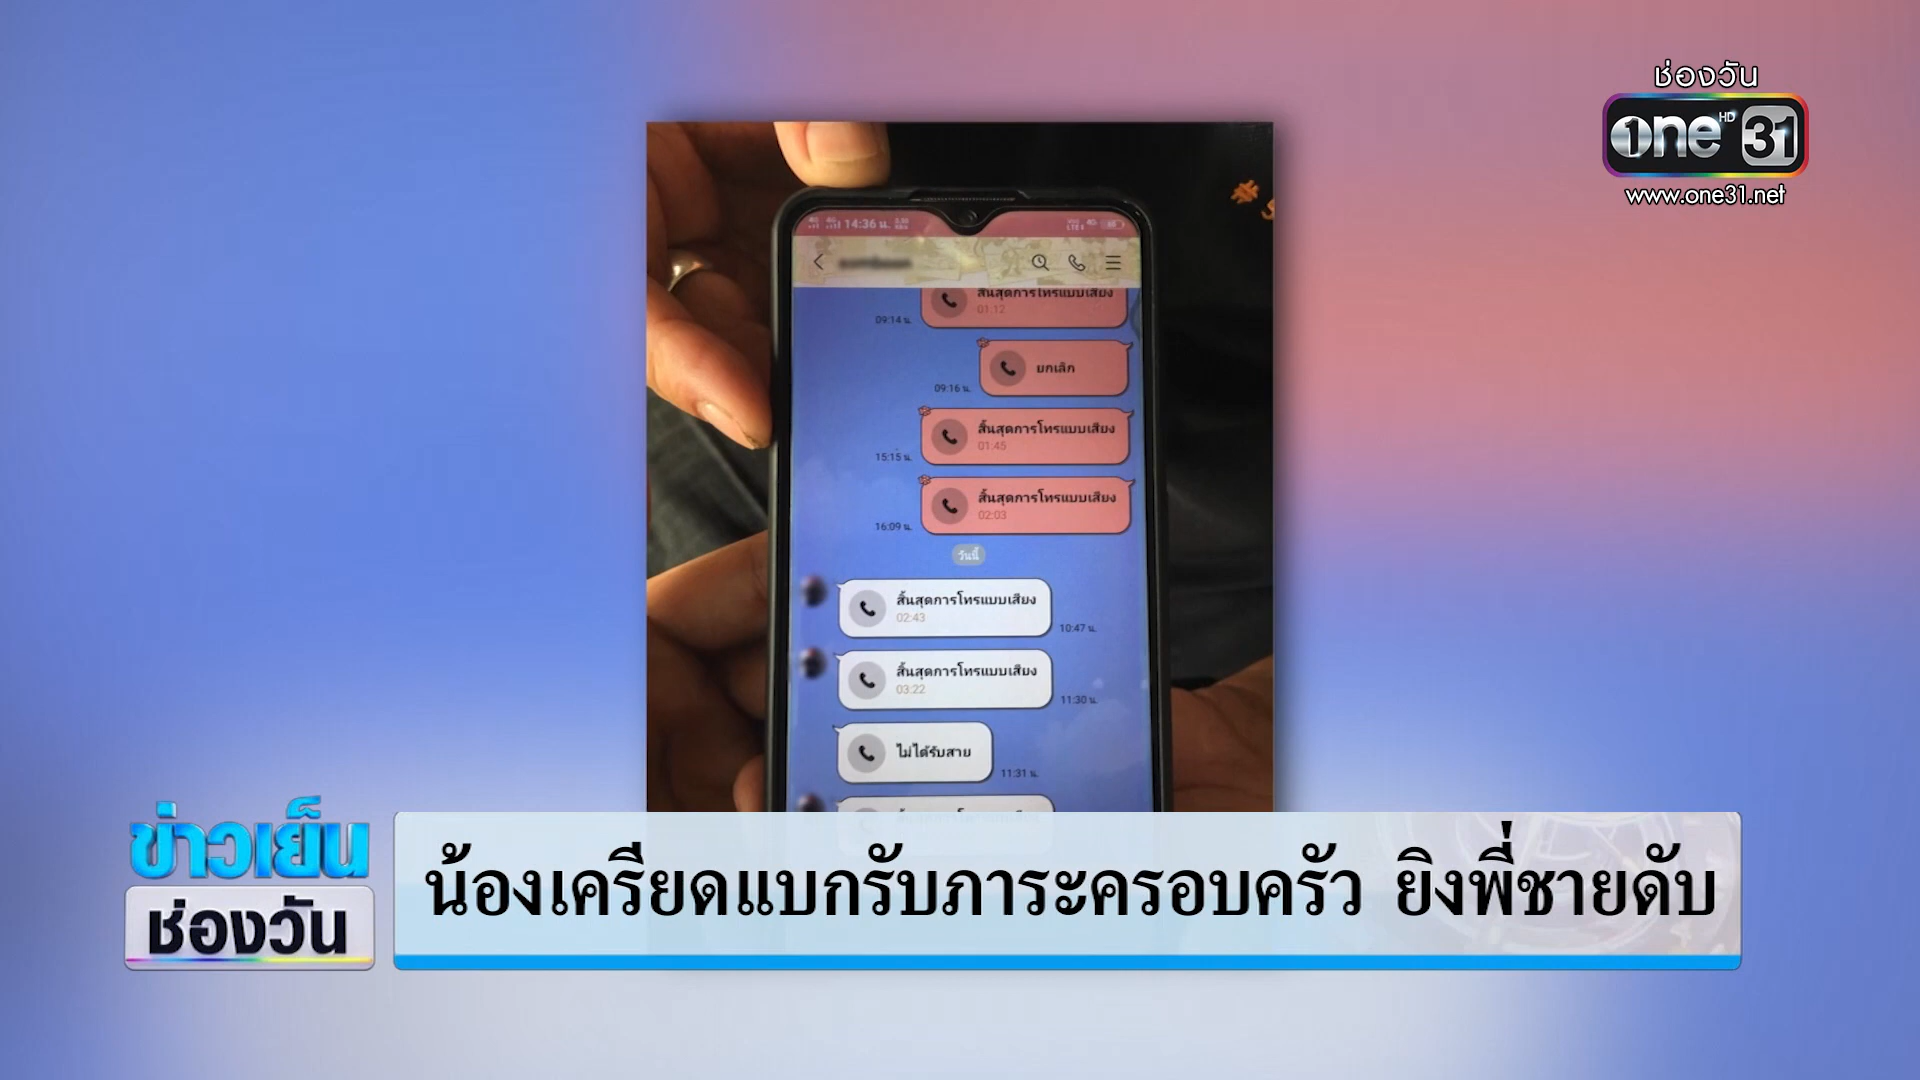 ช่องวัน
one HD 31
www.one31.net
14:36 น.
สิ้นสุดการโทรแบบเสียง
01:12
09:14 น.
ยกเลิก
09:16 น.
สิ้นสุดการโทรแบบเสียง
01:45
15:15 น.
สิ้นสุดการโทรแบบเสียง
02:03
16:09 น.
วันนี้
สิ้นสุดการโทรแบบเสียง
02:43
10:47 น.
สิ้นสุดการโทรแบบเสียง
03:22
11:30 น.
ไม่ได้รับสาย
11:31 น.
ข่าวเย็น
ช่องวัน
น้องเครียดแบกรับภาระครอบครัว ยิงพี่ชายดับ